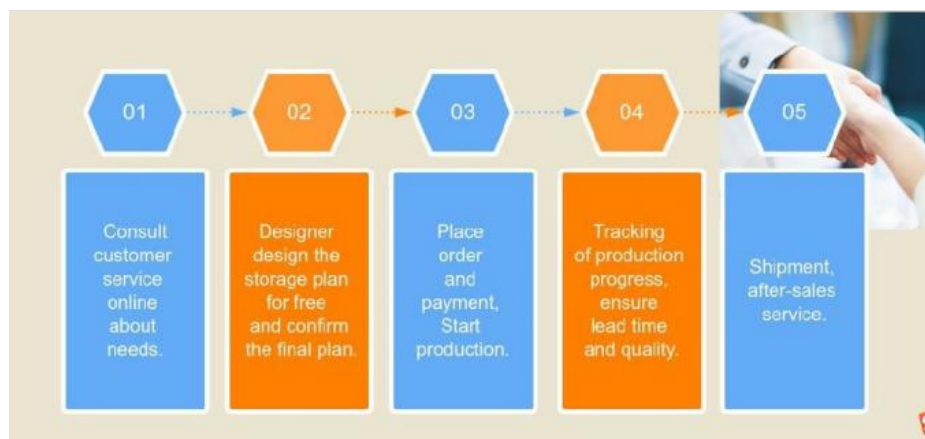 01
02
03
04
05
Consult
customer
service
online
about
needs.
Designer
design the
storage plan
for free
and confirm
the final plan.
Place
order
and
payment,
Start
production.
Tracking
of production
progress,
ensure
lead time
and quality.
Shipment,
after-sales
service.